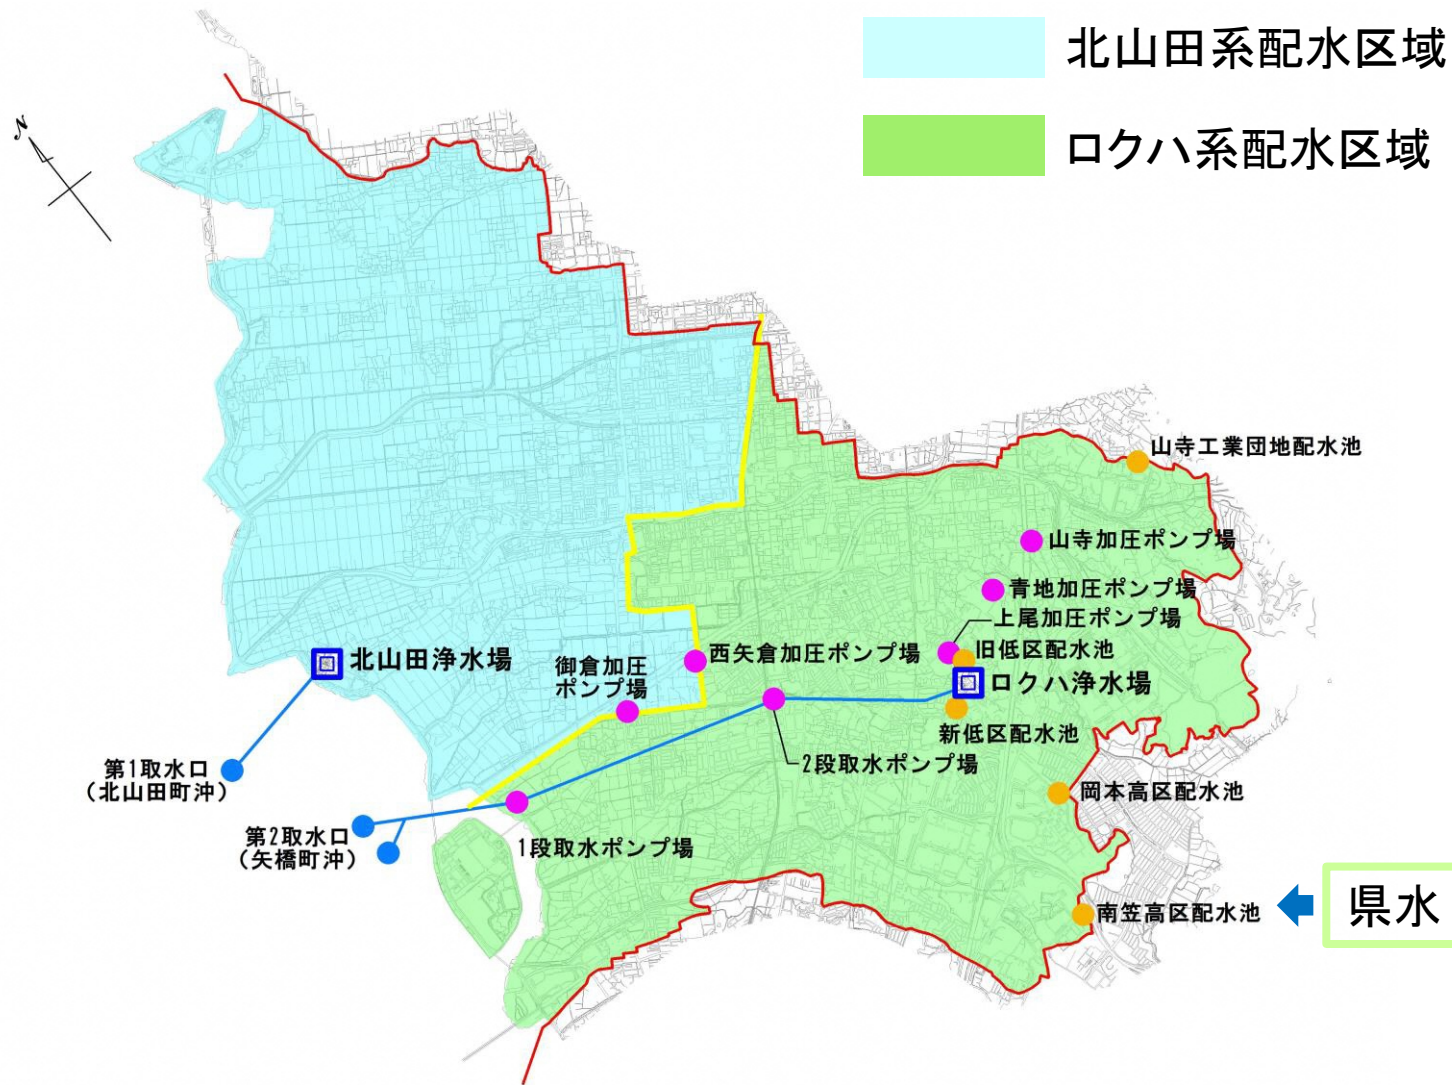 北山田系配水区域
ロクハ系配水区域
N
山寺工業団地配水池
山寺加圧ポンプ場
青地加圧ポンプ場
上尾加圧ポンプ場
旧低区配水池
ロクハ浄水場
新低区配水池
西矢倉加圧ポンプ場
御倉加圧
ポンプ場
北山田浄水場
2段取水ポンプ場
第1取水口
(北山田町沖)
第2取水口
(矢橋町沖)
1段取水ポンプ場
岡本高区配水池
南笠高区配水池
県水